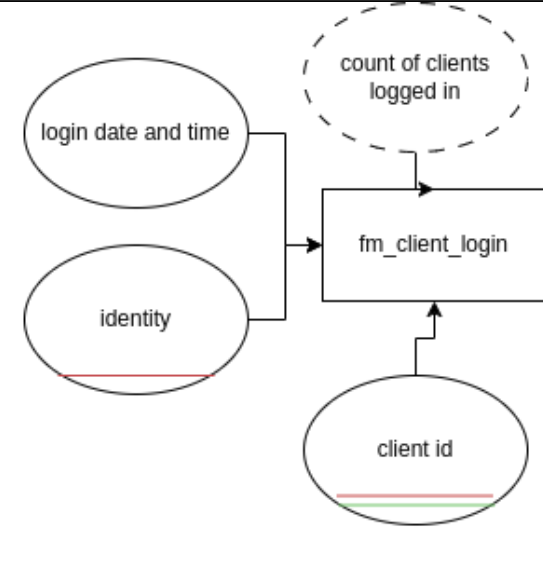 count of clients
logged in
login date and time
fm_client_login
identity
client id